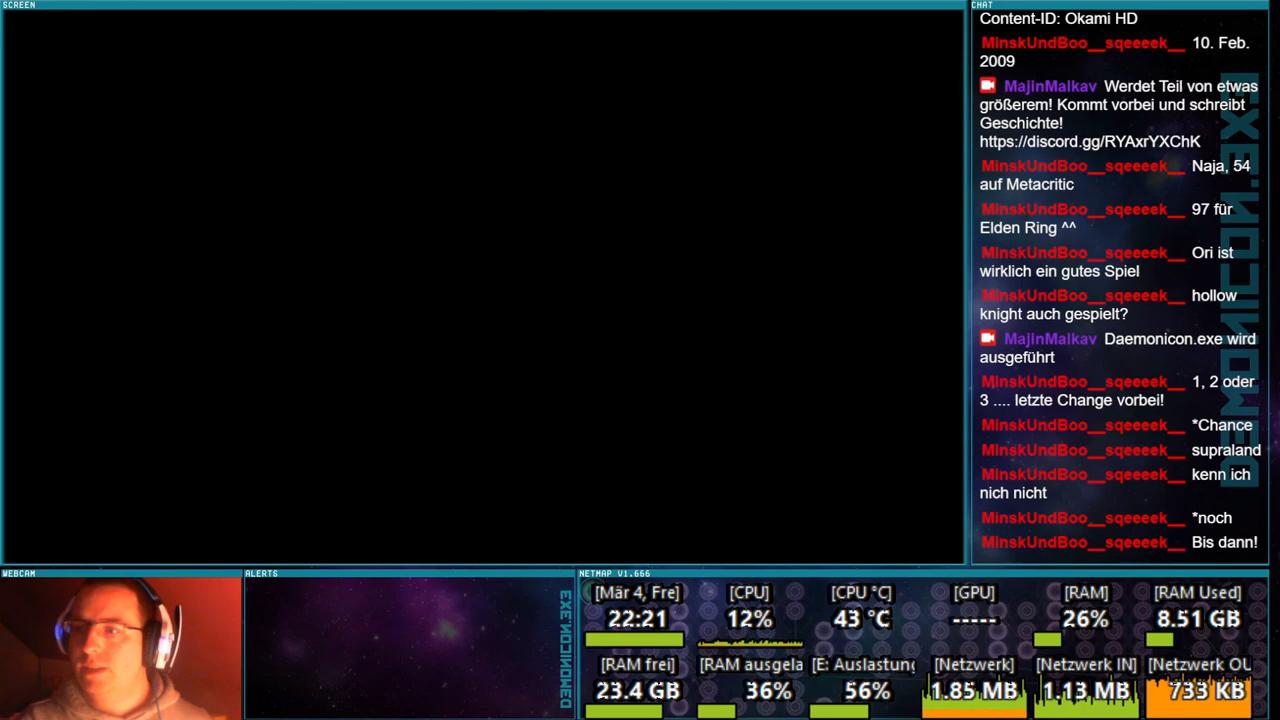 SCREEN
CHAT
Content-ID: Okami HD
MinskUndBoo__sqeeeek__ 10. Feb.
2009
MajinMalkav Werdet Teil von etwas
größerem! Kommt vorbei und schreibt
Geschichte!
https://discord.gg/RYAxrYXChK
MinskUndBoo__sqeeeek__ Naja, 54
auf Metacritic
MinskUndBoo__sqeeeek__ 97 für
Elden Ring ^^
MinskUndBoo__sqeeeek__ Ori ist
wirklich ein gutes Spiel
MinskUndBoo__sqeeeek__ hollow
knight auch gespielt?
MajinMalkav Daemonicon.exe wird
ausgeführt
MinskUndBoo__sqeeeek__ 1, 2 oder
3 .... letzte Change vorbei!
MinskUndBoo__sqeeeek__ *Chance
MinskUndBoo__sqeeeek__ supraland
MinskUndBoo__sqeeeek__ kenn ich
nich nicht
MinskUndBoo__sqeeeek__ *noch
MinskUndBoo__sqeeeek__ Bis dann!
WEBCAM
ALERTS
NETMAP V1.666
[Mär 4, Fre] [CPU] [CPU °C] [GPU] [RAM] [RAM Used]
22:21 12% 43 °C ----- 26% 8.51 GB
[RAM frei] [RAM ausgela [E: Auslastung [Netzwerk] [Netzwerk IN] [Netzwerk OU
23.4 GB 36% 56% 1.85 MB 1.13 MB 733 KB